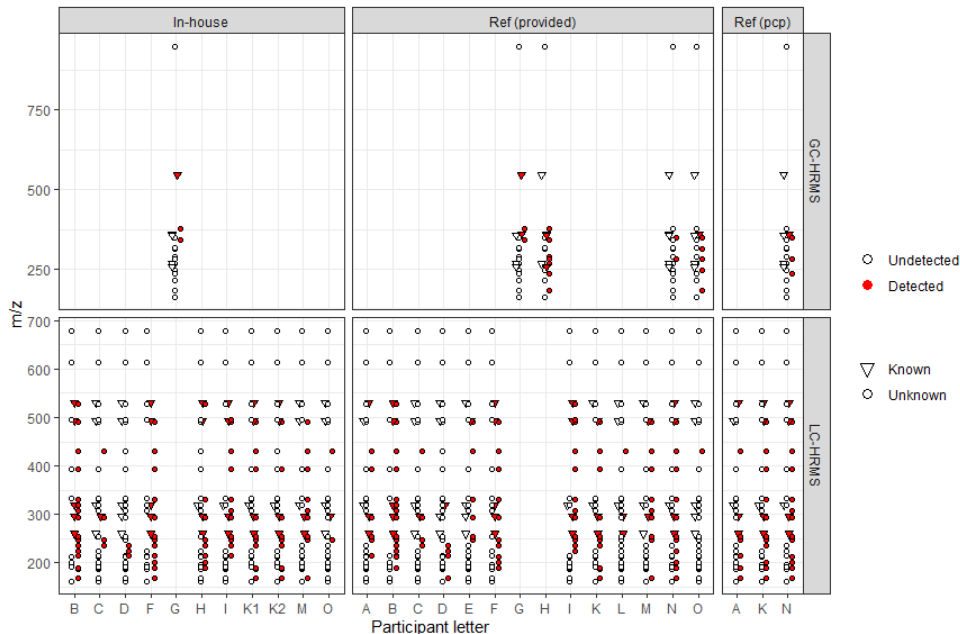 In-house
Ref (provided)
Ref (pcp)
750
500
250
GC-HRMS
m/z
700
600
500
400
300
200
LC-HRMS
B C D F G H I K1 K2 M O
A B C D E F G H I K L M N O
A K N
Participant letter
Undetected
Detected
Known
Unknown